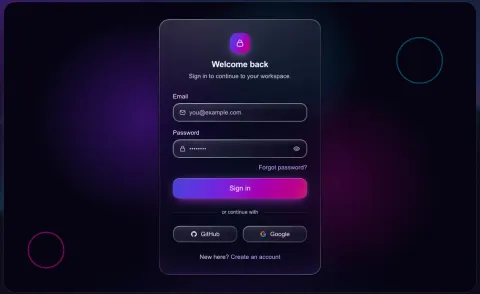 Welcome back
Sign in to continue to your workspace.
Email
you@example.com
Password
••••••••
Forgot password?
Sign in
or continue with
GitHub Google
New here? Create an account